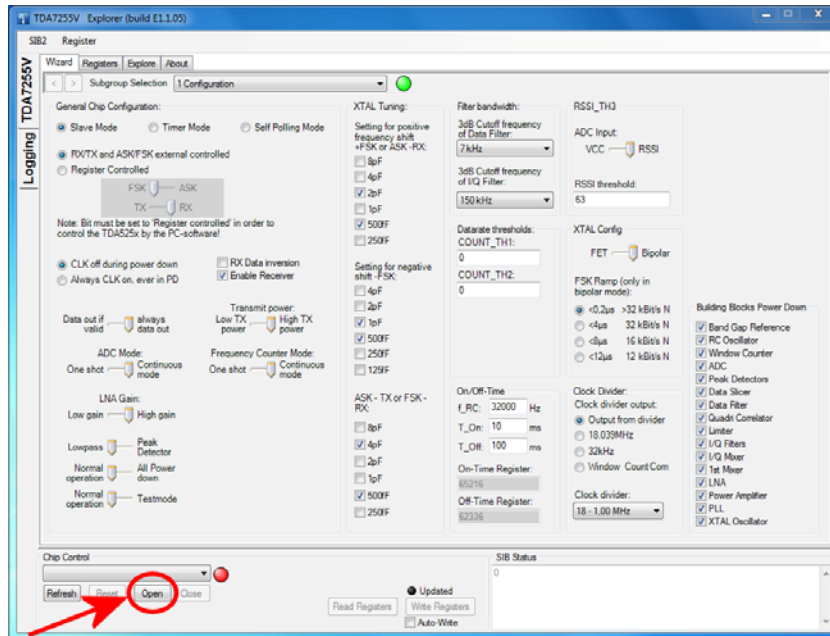 TDA7255V Explorer (build E1.1.05)
SIB2 Register
TDA7255V
Logging
Wizard Registers Explore About
< > Subgroup Selection 1 Configuration
General Chip Configuration:
Slave Mode Timer Mode Self Polling Mode
RX/TX and ASK/FSK external controlled
Register Controlled
FSK ASK
TX RX
Note: Bit must be set to 'Register controlled' in order to
control the TDA525x by the PC-software!
CLK off during power down
Always CLK on, ever in PD
RX Data inversion
Enable Receiver
Data out if valid always data out
Transmit power:
Low TX power High TX power
ADC Mode:
One shot Continuous mode
Frequency Counter Mode:
One shot Continuous mode
LNA Gain:
Low gain High gain
Lowpass Peak Detector
Normal operation All Power down
Normal operation Testmode
XTAL Tuning:
Setting for positive
frequency shift
+FSK or ASK -RX:
8pF
4pF
2pF
1pF
500fF
250fF
Setting for negative
shift -FSK:
4pF
2pF
1pF
500fF
250fF
125fF
ASK - TX or FSK -
RX:
8pF
4pF
2pF
1pF
500fF
250fF
Filter bandwidth:
3dB Cutoff frequency
of Data Filter:
7 kHz
3dB Cutoff frequency
of I/Q Filter:
150 kHz
Datarate thresholds:
COUNT_TH1:
0
COUNT_TH2:
0
On/Off-Time
f_RC: 32000 Hz
T_On: 10 ms
T_Off: 100 ms
On-Time Register:
65216
Off-Time Register:
62336
RSSI_TH3
ADC Input:
VCC RSSI
RSSI threshold:
63
XTAL Config
FET Bipolar
FSK Ramp (only in
bipolar mode):
<0,2µs >32 kBit/s N
<4µs 32 kBit/s N
<8µs 16 kBit/s N
<12µs 12 kBit/s N
Clock Divider:
Clock divider output:
Output from divider
18.039MHz
32kHz
Window Count Com
Clock divider:
18 - 1,00 MHz
Building Blocks Power Down
Band Gap Reference
RC Oscillator
Window Counter
ADC
Peak Detectors
Data Slicer
Data Filter
Quadri Correlator
Limiter
I/Q Filters
I/Q Mixer
1st Mixer
LNA
Power Amplifier
PLL
XTAL Oscillator
Chip Control
Refresh Reset Open Close
Updated
Read Registers Write Registers
Auto-Write
SIB Status
0